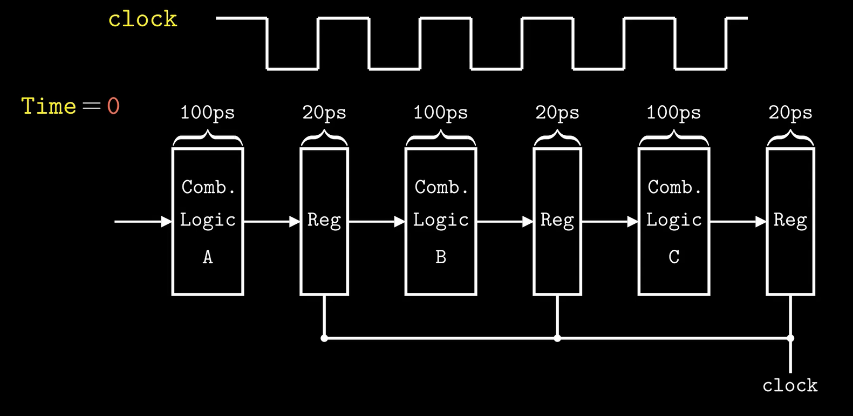 clock
Time=0
100ps 20ps 100ps 20ps 100ps 20ps
Comb. Comb. Comb.
Logic Reg Logic Reg Logic Reg
A B C
clock